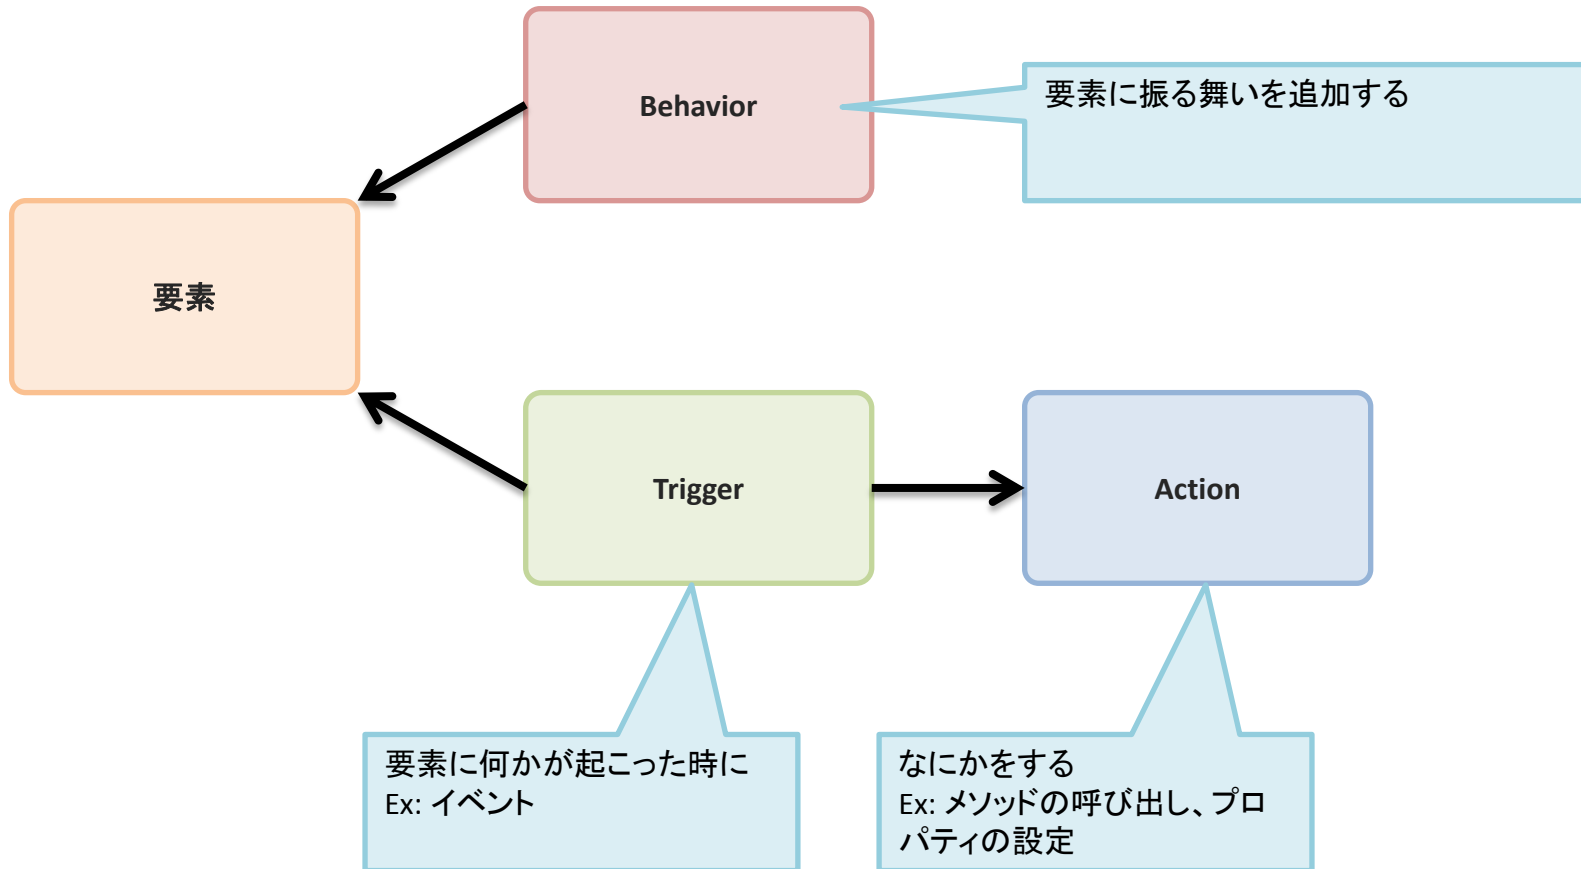 Behavior
要素に振る舞いを追加する
要素
Trigger
Action
要素に何かが起こった時に
Ex: イベント
なにかをする
Ex: メソッドの呼び出し、プロ
パティの設定